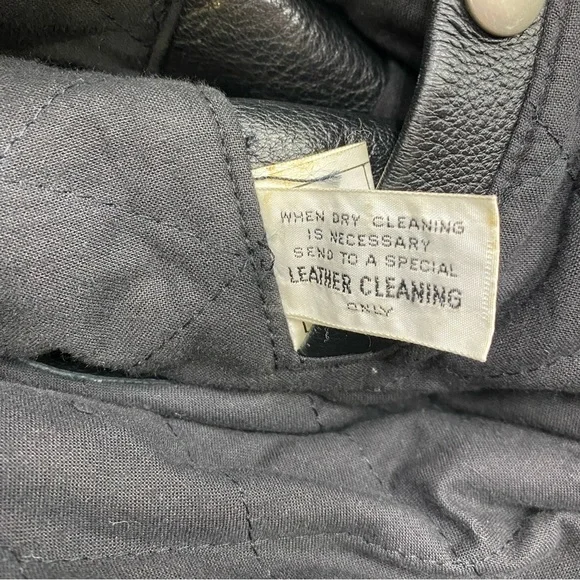 WHEN DRY CLEANING
IS NECESSARY
SEND TO A SPECIAL
LEATHER CLEANING
ONLY